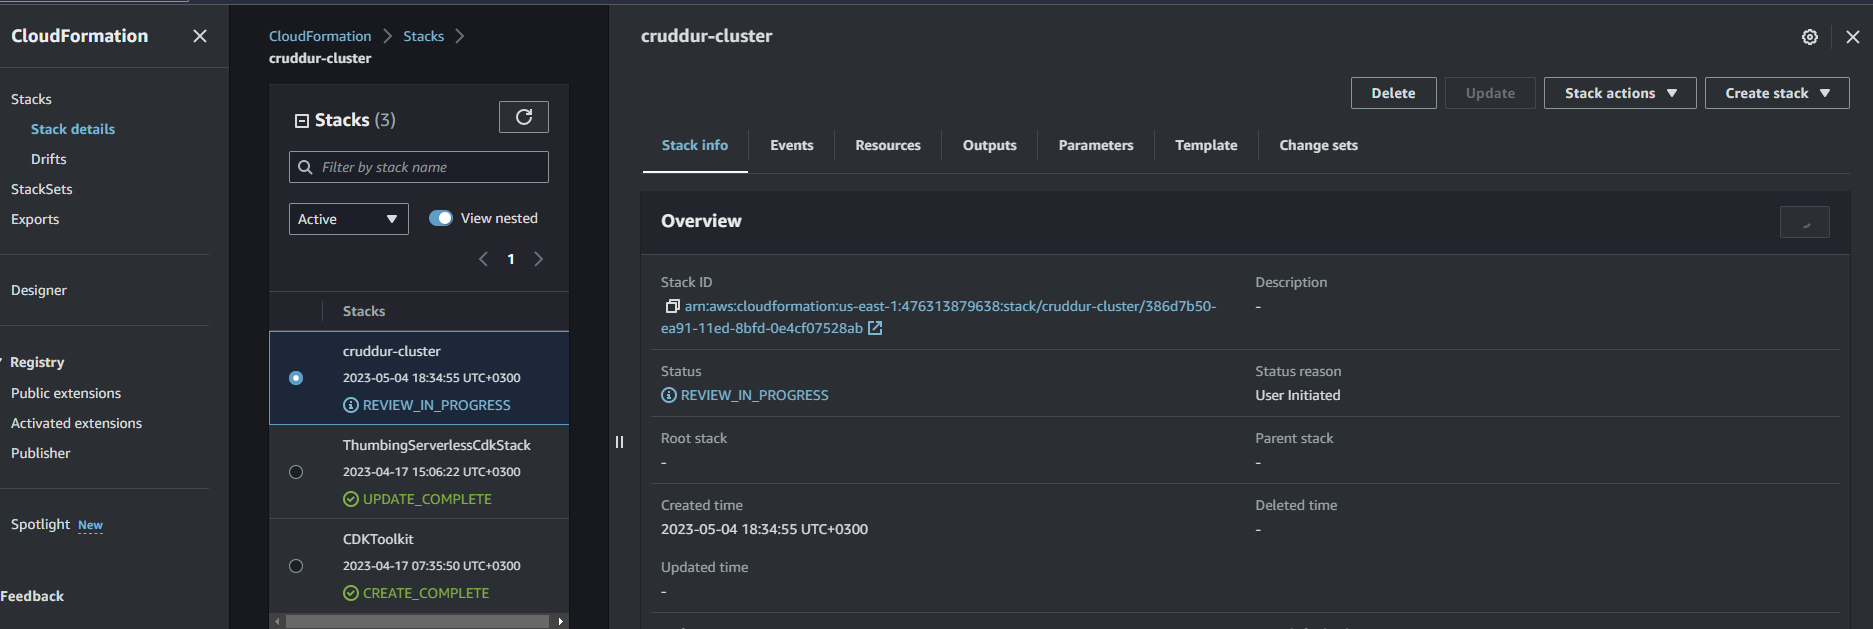 CloudFormation
Stacks
Stack details
Drifts
StackSets
Exports
Designer
Registry
Public extensions
Activated extensions
Publisher
Spotlight New
Feedback
CloudFormation
Stacks
cruddur-cluster
Stacks (3)
Filter by stack name
Active
View nested
1
Stacks
cruddur-cluster
2023-05-04 18:34:55 UTC+0300
REVIEW_IN_PROGRESS
ThumbingServerlessCdkStack
2023-04-17 15:06:22 UTC+0300
UPDATE_COMPLETE
CDKToolkit
2023-04-17 07:35:50 UTC+0300
CREATE_COMPLETE
cruddur-cluster
Delete Update Stack actions Create stack
Stack info Events Resources Outputs Parameters Template Change sets
Overview
Stack ID
arn:aws:cloudformation:us-east-1:476313879638:stack/cruddur-cluster/386d7b50-
ea91-11ed-8bfd-0e4cf07528ab
Description
-
Status
REVIEW_IN_PROGRESS
Status reason
User Initiated
Root stack
-
Parent stack
-
Created time
2023-05-04 18:34:55 UTC+0300
Deleted time
-
Updated time
-